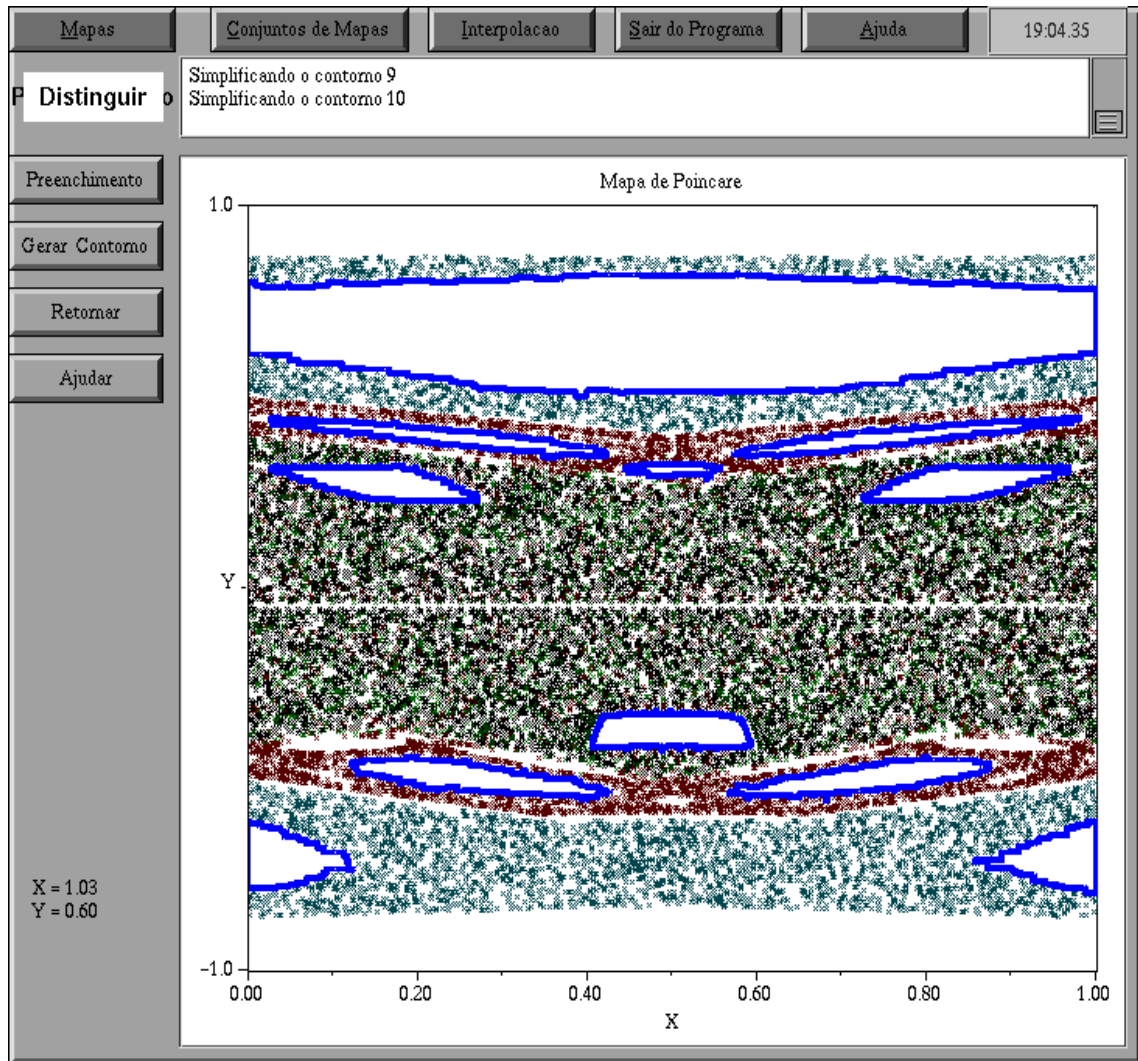 Mapas
Conjuntos de Mapas
Interpolacao
Sair do Programa
Ajuda
19:04.35
P Distinguir o
Simplificando o contorno 9
Simplificando o contorno 10
Preenchimento
Gerar Contorno
Retornar
Ajudar
Mapa de Poincare
1.0
Y
-1.0
0.00 0.20 0.40 0.60 0.80 1.00
X
X = 1.03
Y = 0.60